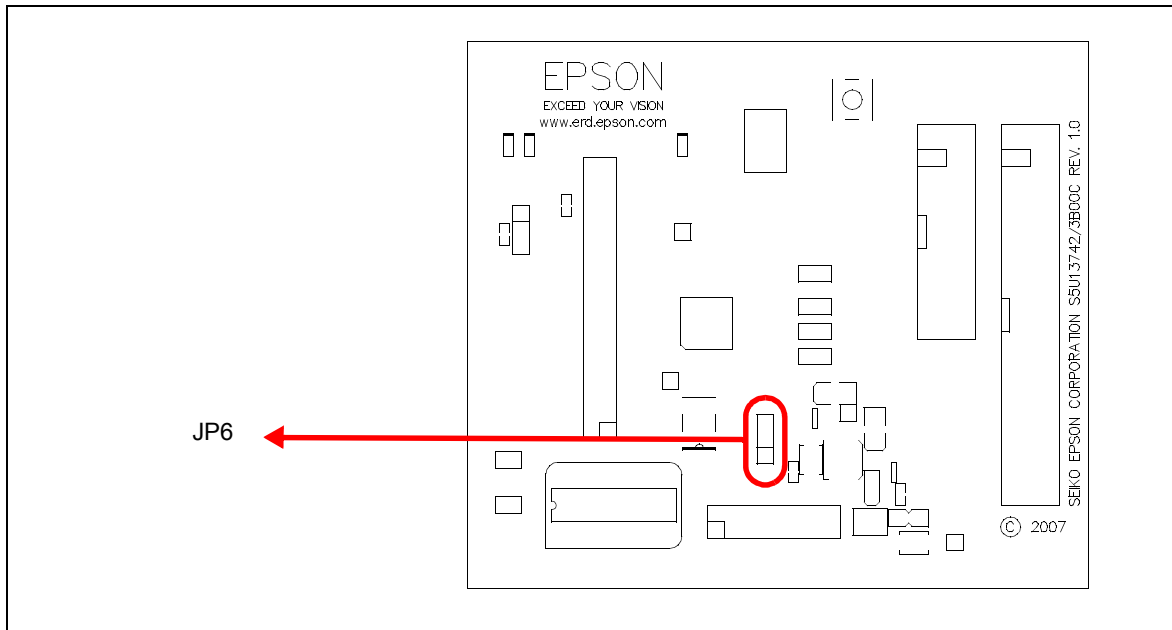 EPSON
EXCEED YOUR VISION
www.erd.epson.com
SEIKO EPSON CORPORATION S5U13742/3B00C REV. 1.0
JP6
© 2007